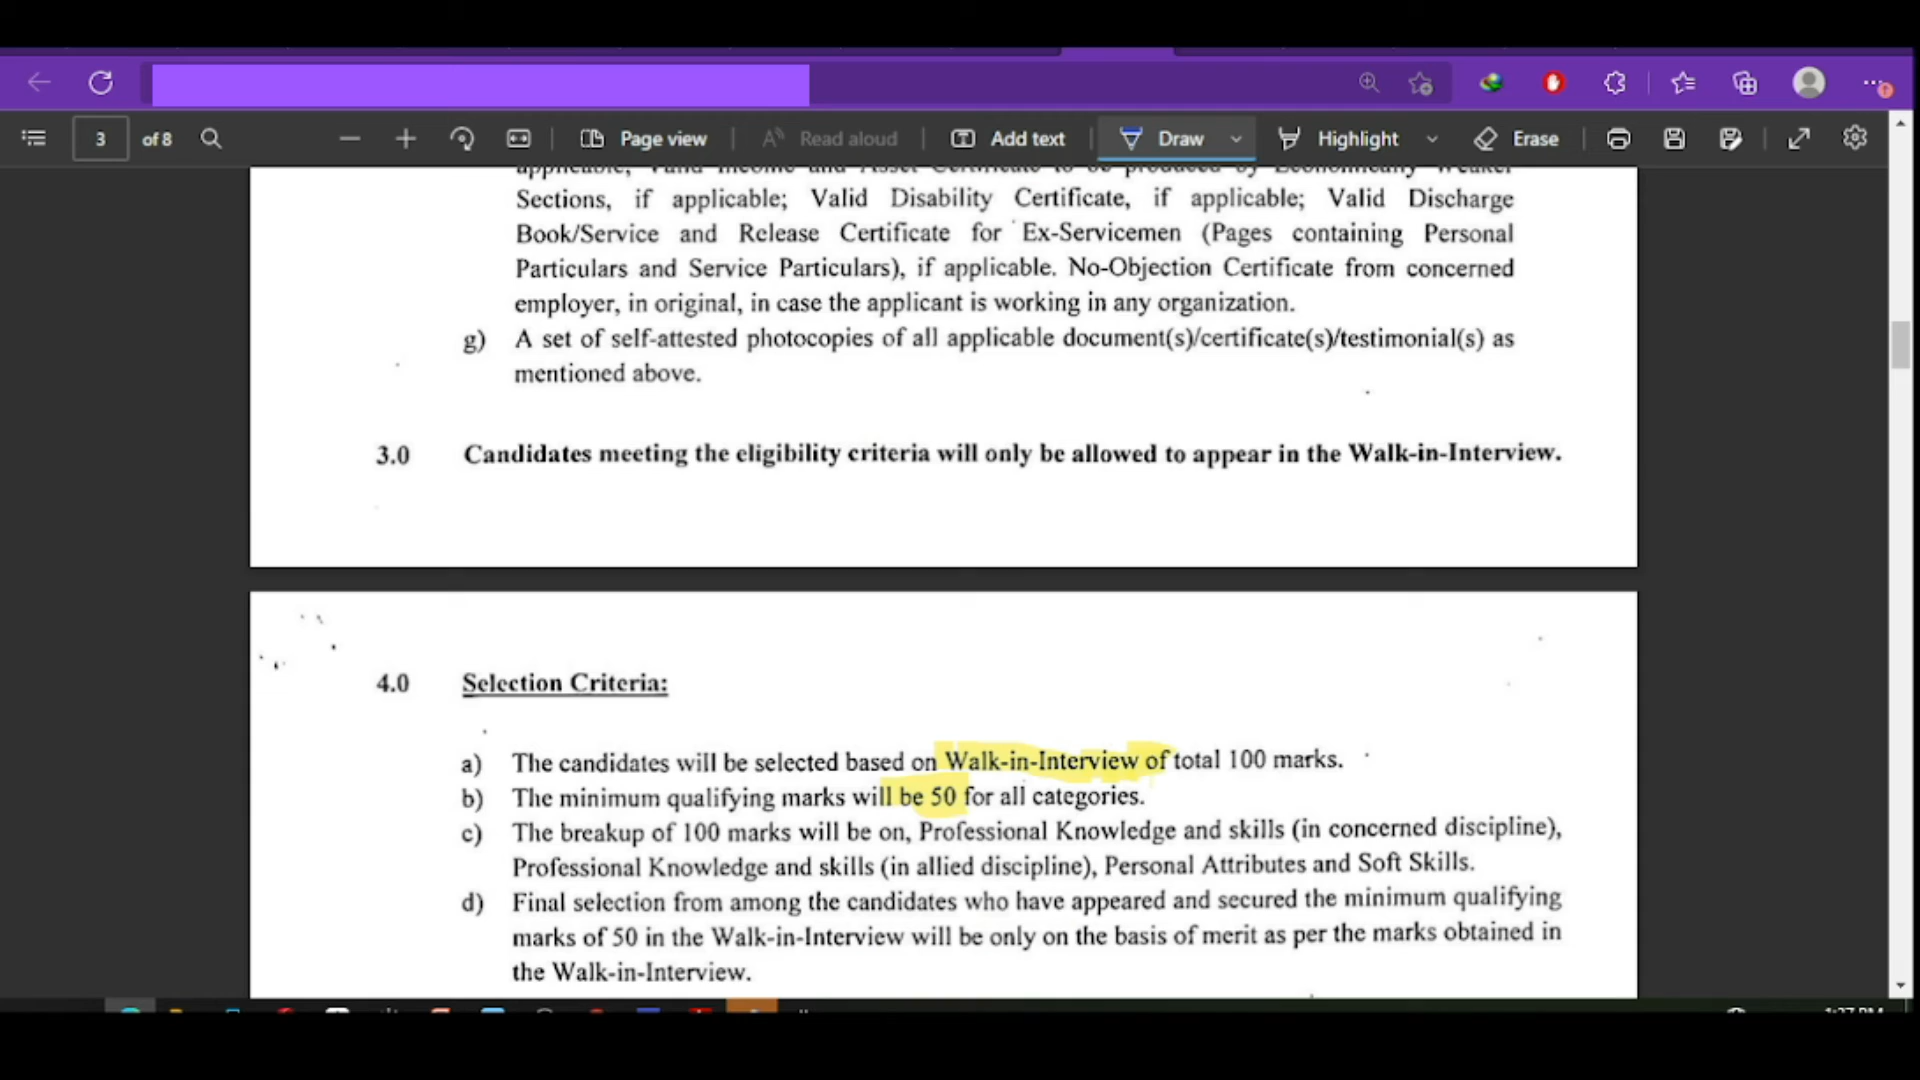 3 of 8 Page view Read aloud Add text Draw Highlight Erase
applicable; Valid Income and Asset Certificate to be produced by Economically Weaker
Sections, if applicable; Valid Disability Certificate, if applicable; Valid Discharge
Book/Service and Release Certificate for Ex-Servicemen (Pages containing Personal
Particulars and Service Particulars), if applicable. No-Objection Certificate from concerned
employer, in original, in case the applicant is working in any organization.
g) A set of self-attested photocopies of all applicable document(s)/certificate(s)/testimonial(s) as
mentioned above.
3.0 Candidates meeting the eligibility criteria will only be allowed to appear in the Walk-in-Interview.
4.0 Selection Criteria:
a) The candidates will be selected based on Walk-in-Interview of total 100 marks.
b) The minimum qualifying marks will be 50 for all categories.
c) The breakup of 100 marks will be on, Professional Knowledge and skills (in concerned discipline),
Professional Knowledge and skills (in allied discipline), Personal Attributes and Soft Skills.
d) Final selection from among the candidates who have appeared and secured the minimum qualifying
marks of 50 in the Walk-in-Interview will be only on the basis of merit as per the marks obtained in
the Walk-in-Interview.